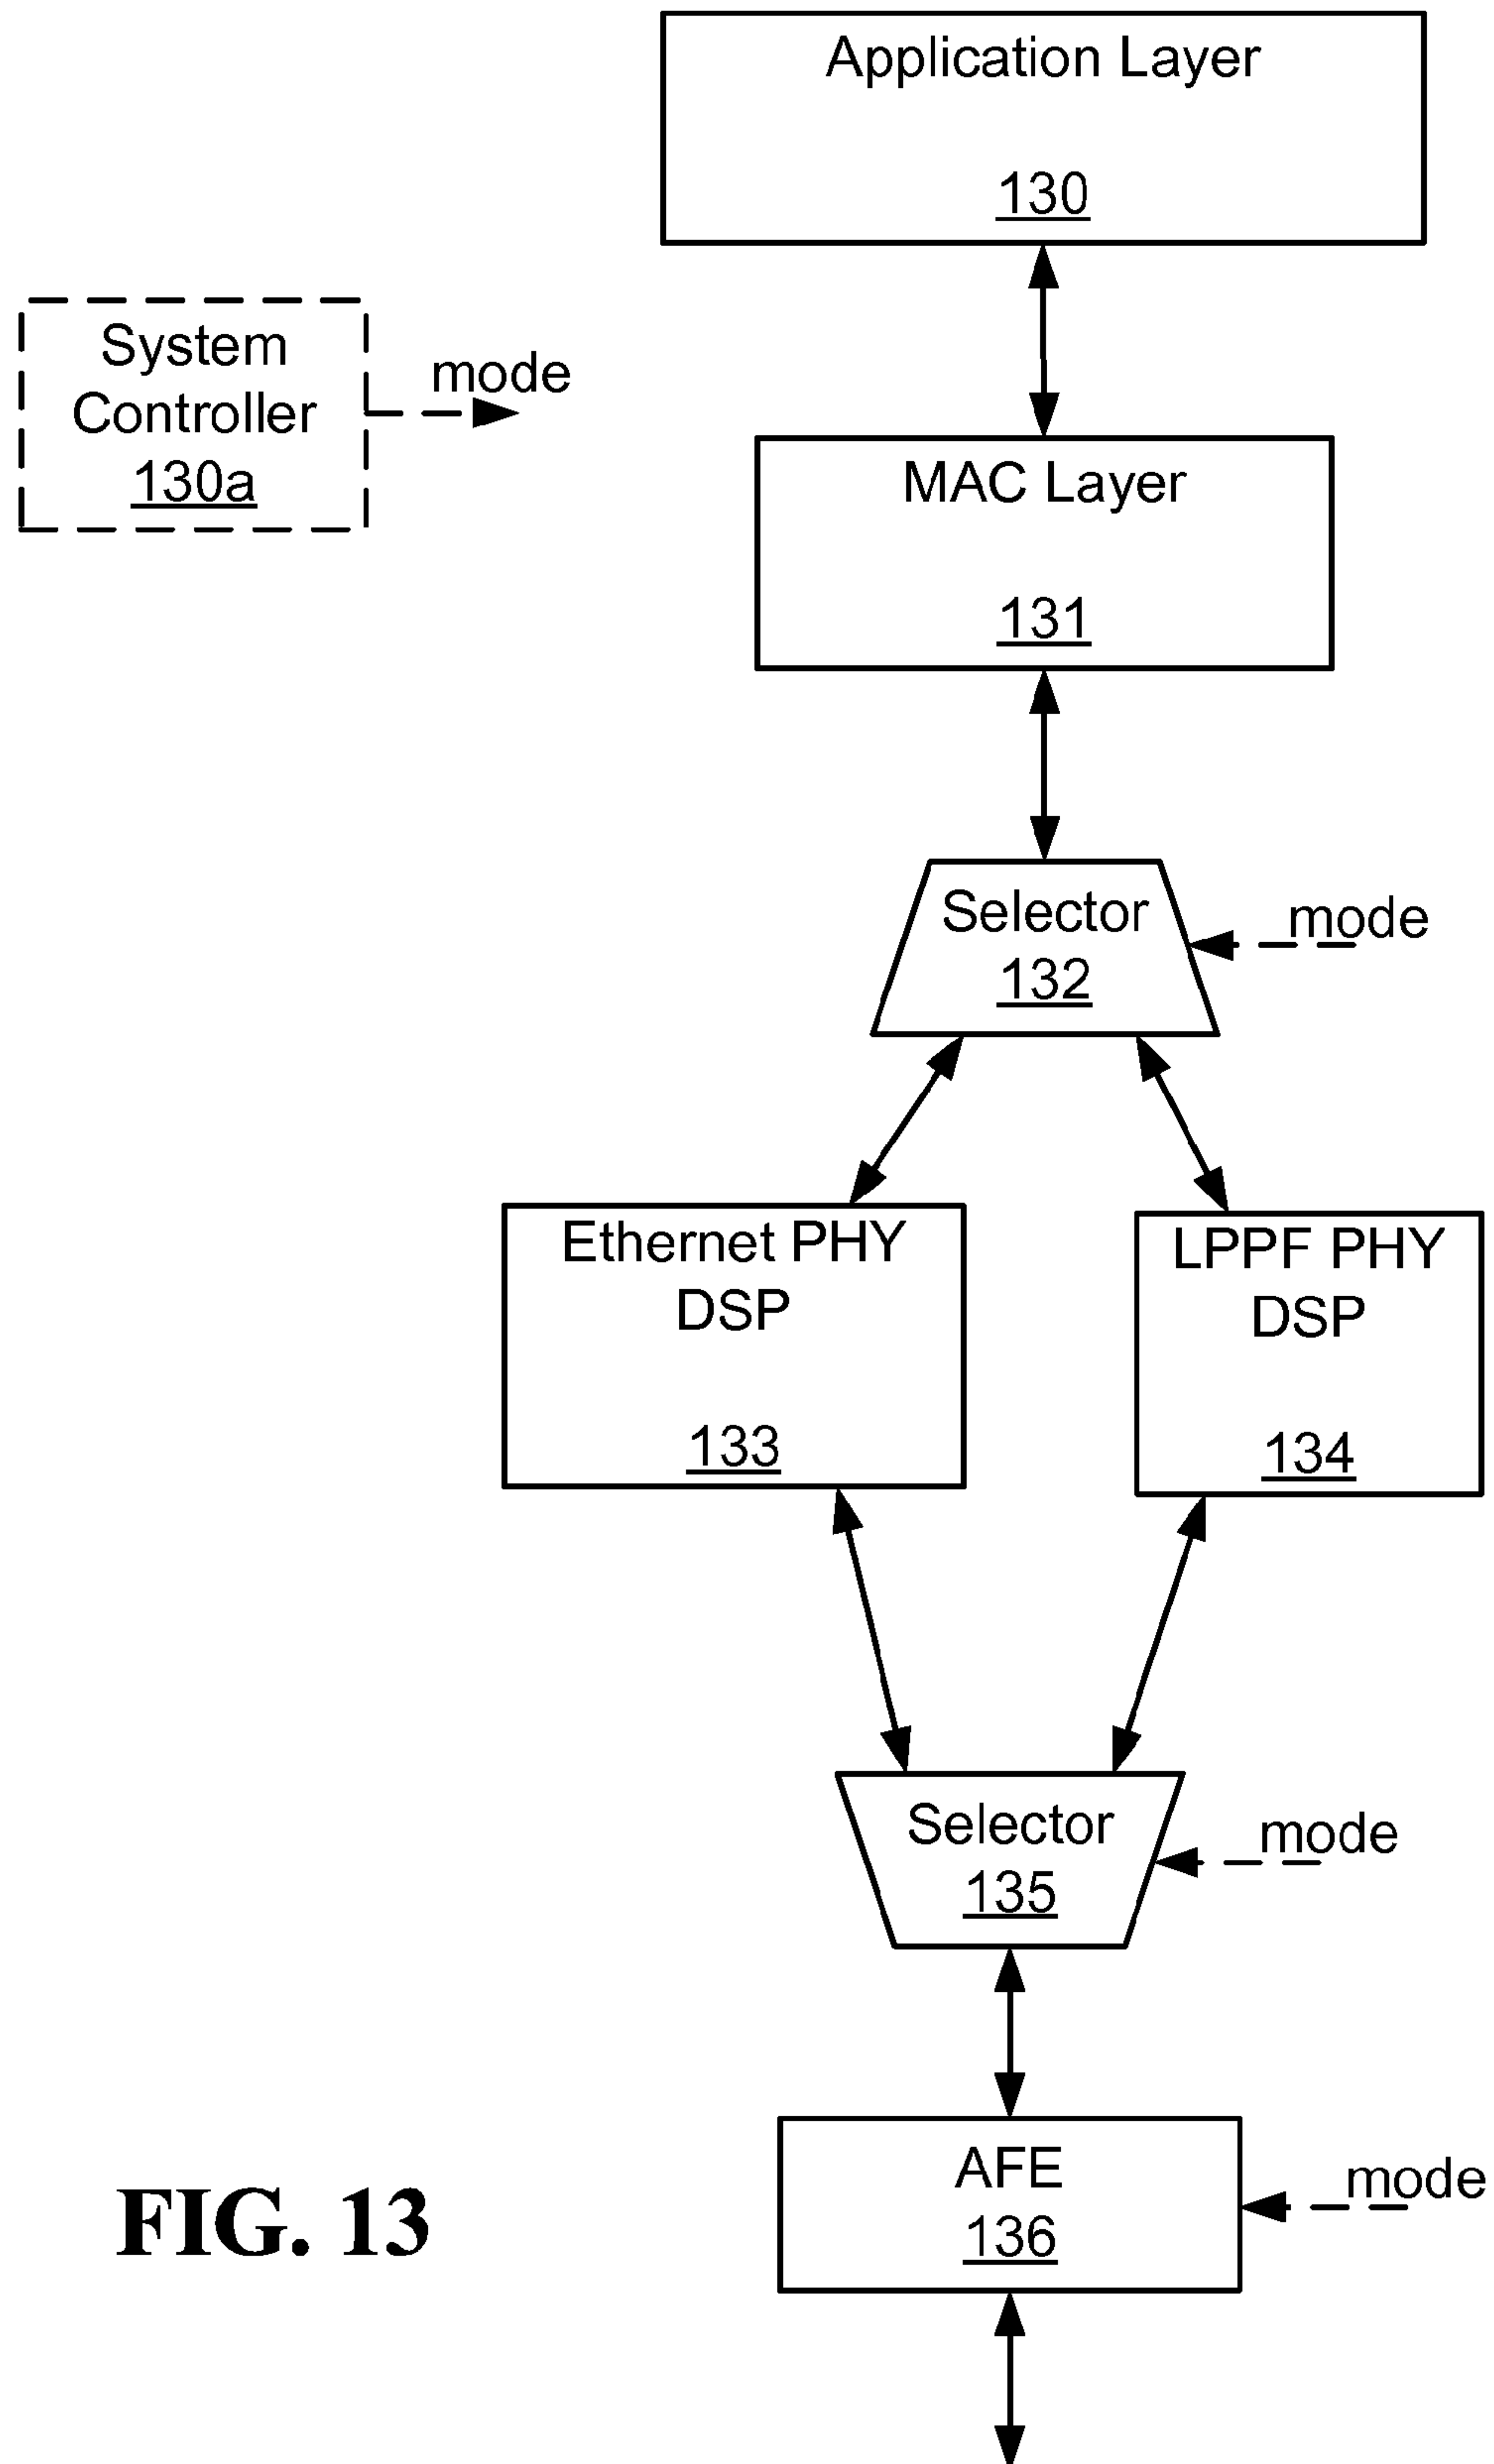 Application Layer
130
System
Controller
130a
mode
MAC Layer
131
Selector
132
mode
Ethernet PHY
DSP
133
LPPF PHY
DSP
134
Selector
135
mode
AFE
136
mode
FIG. 13